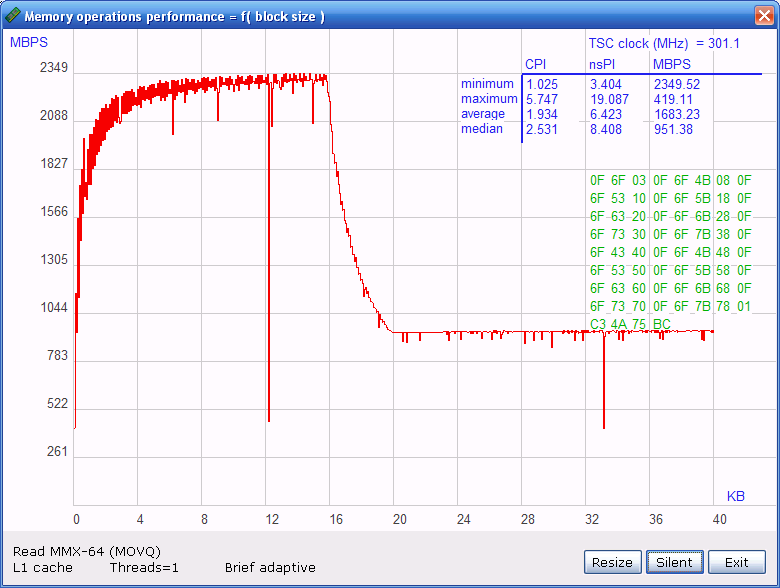 Memory operations performance = f( block size )
MBPS
TSC clock (MHz) = 301.1
CPI nsPI MBPS
minimum 1.025 3.404 2349.52
maximum 5.747 19.087 419.11
average 1.934 6.423 1683.23
median 2.531 8.408 951.38
2349
2088
1827
1566
1305
1044
783
522
261
0F 6F 03 0F 6F 4B 08 0F
6F 53 10 0F 6F 5B 18 0F
6F 63 20 0F 6F 6B 28 0F
6F 73 30 0F 6F 7B 38 0F
6F 43 40 0F 6F 4B 48 0F
6F 53 50 0F 6F 5B 58 0F
6F 63 60 0F 6F 6B 68 0F
6F 73 70 0F 6F 7B 78 01
C3 4A 75 BC
KB
0 4 8 12 16 20 24 28 32 36 40
Read MMX-64 (MOVQ)
L1 cache Threads=1 Brief adaptive
Resize Silent Exit